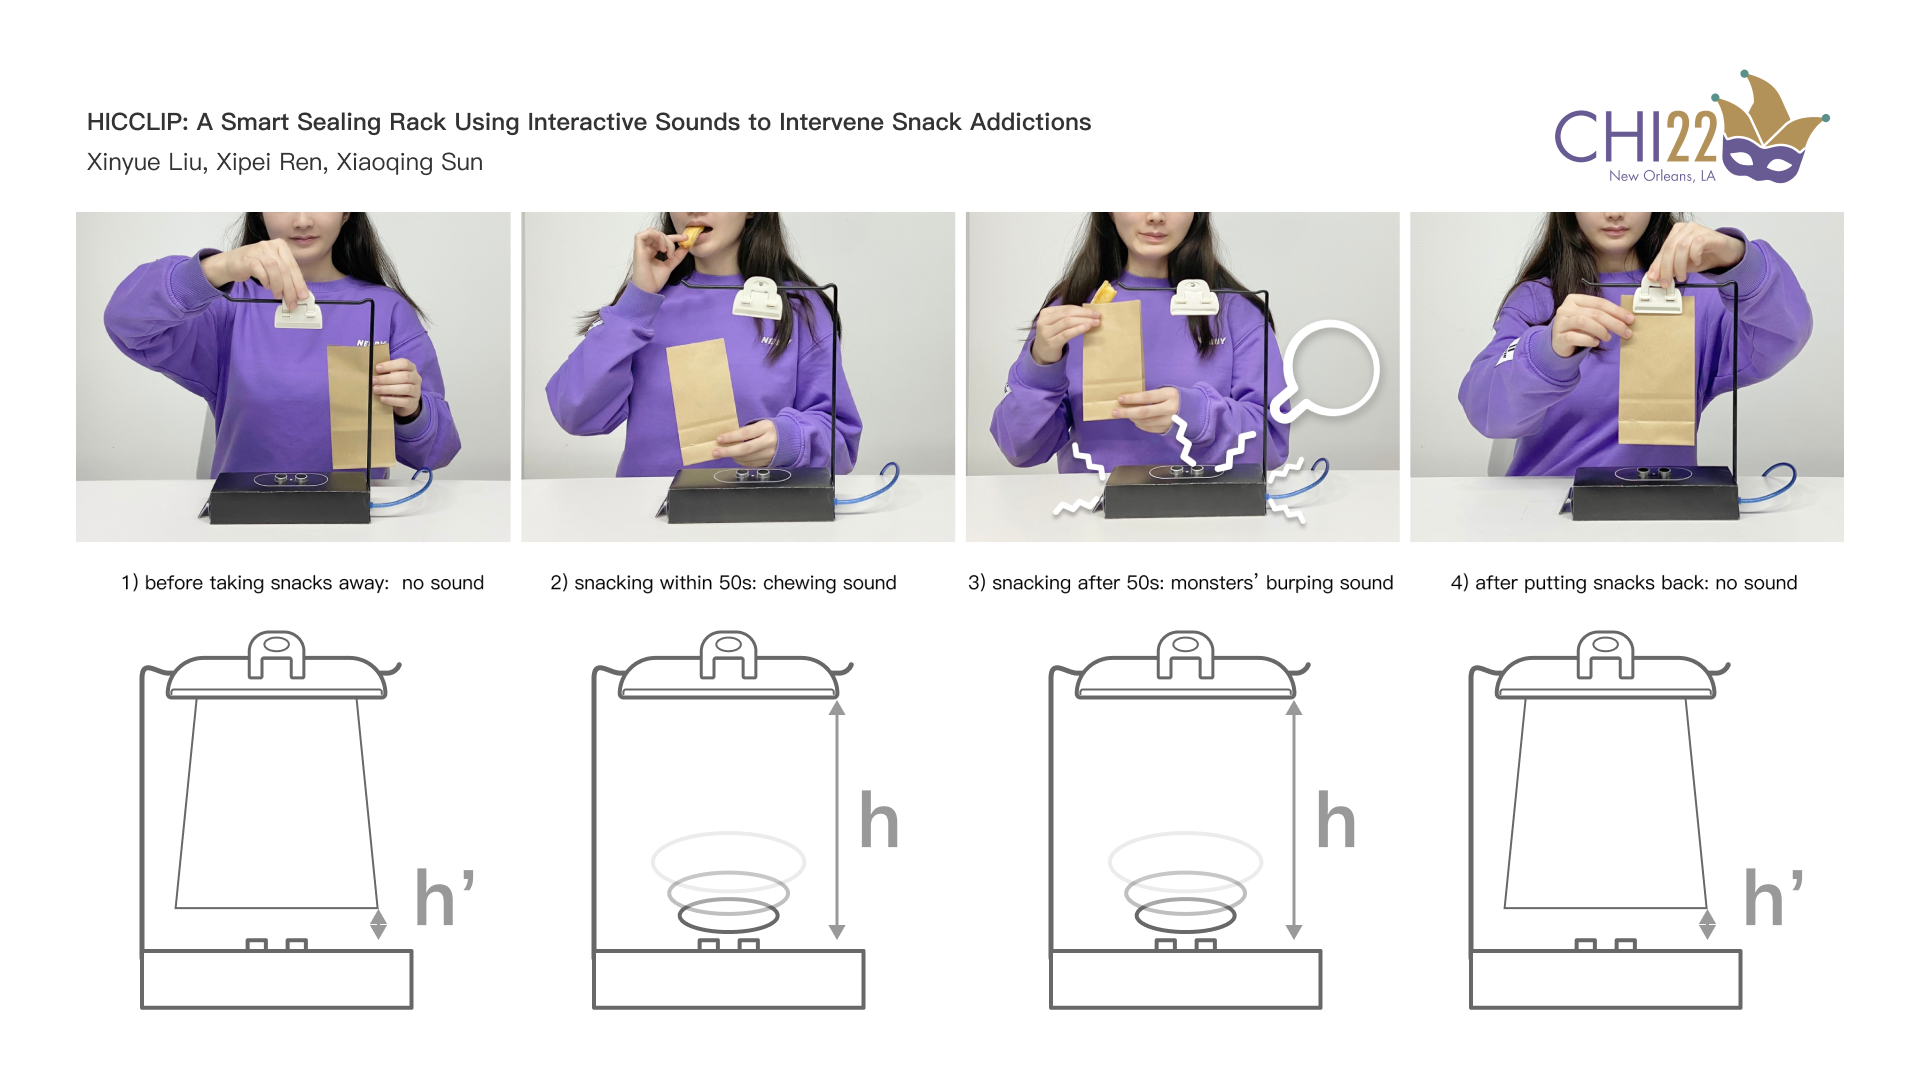 HICCLIP: A Smart Sealing Rack Using Interactive Sounds to Intervene Snack Addictions
Xinyue Liu, Xipei Ren, Xiaoqing Sun
CHI22
New Orleans, LA
1) before taking snacks away: no sound
2) snacking within 50s: chewing sound
3) snacking after 50s: monsters’ burping sound
4) after putting snacks back: no sound
h’
h
h
h’